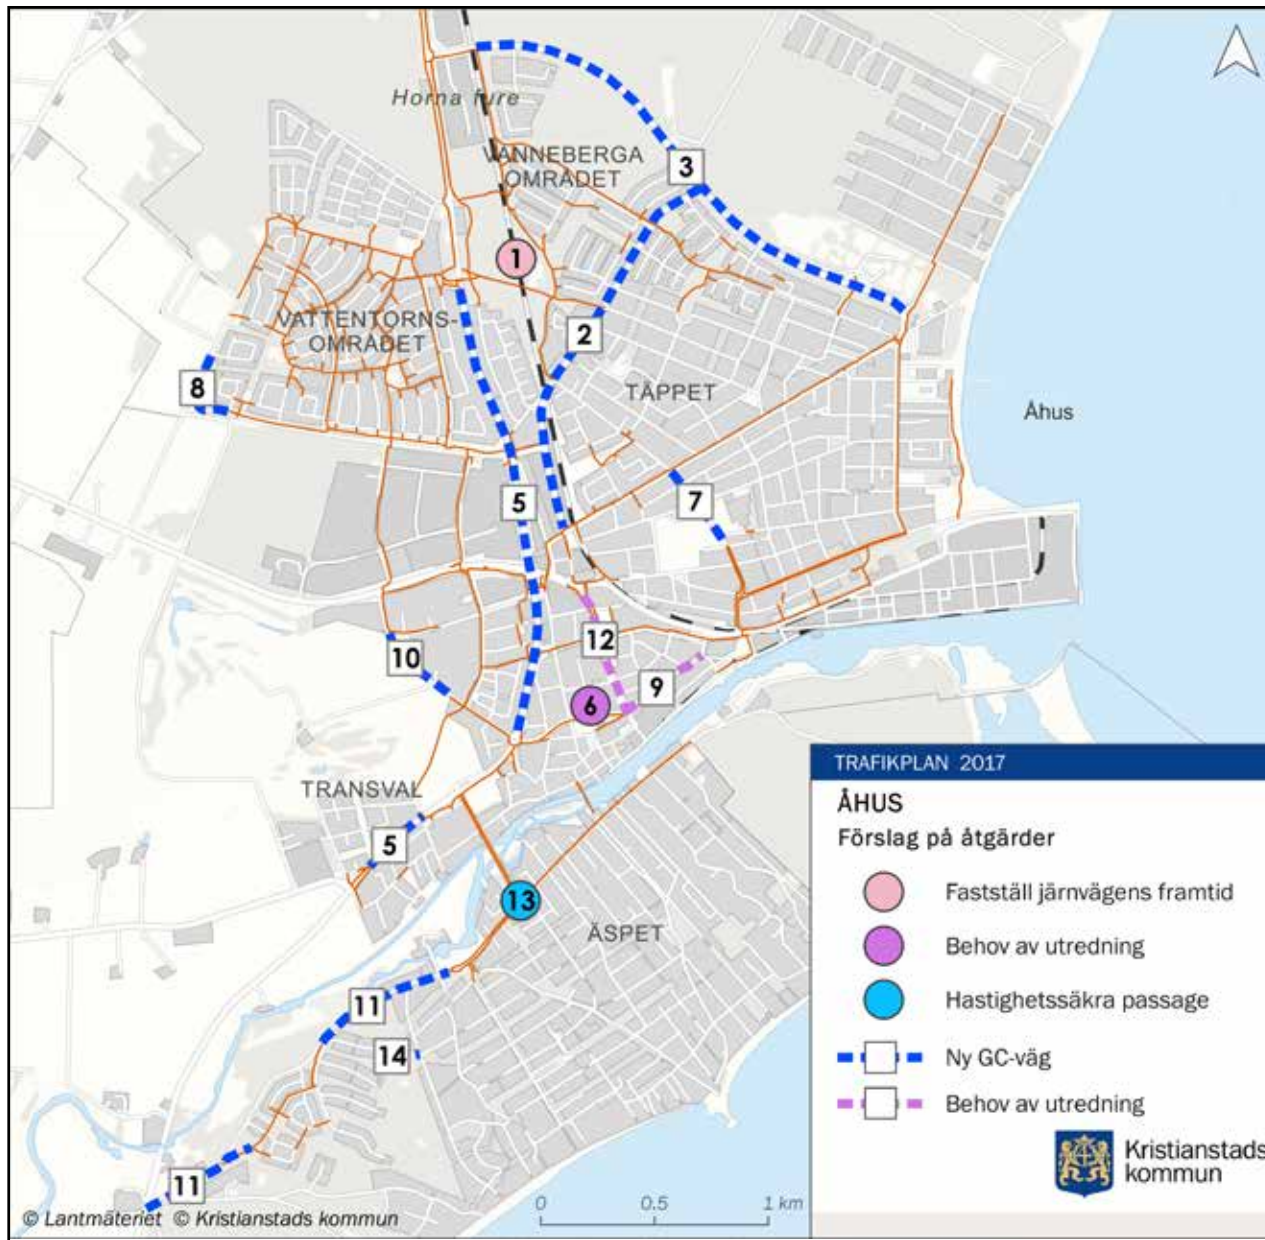 Horna fure
VANNEBERGA
OMRÅDET
3
1
VATTENTORNS-
OMRÅDET
2
8
TÄPPET
Åhus
5
7
12
10
9
6
TRANSVAL
5
13
ÄSPET
11
14
11
TRAFIKPLAN 2017
ÅHUS
Förslag på åtgärder
Fastställ järnvägens framtid
Behov av utredning
Hastighetssäkra passage
Ny GC-väg
Behov av utredning
Kristianstads
kommun
0 0.5 1 km
© Lantmäteriet © Kristianstads kommun